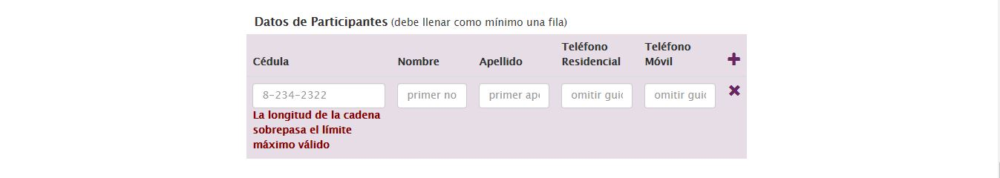 Datos de Participantes (debe llenar como mínimo una fila)
Cédula Nombre Apellido Teléfono Residencial Teléfono Móvil
8-234-2322 primer no primer ap omitir gui omitir gui
La longitud de la cadena
sobrepasa el límite
máximo válido